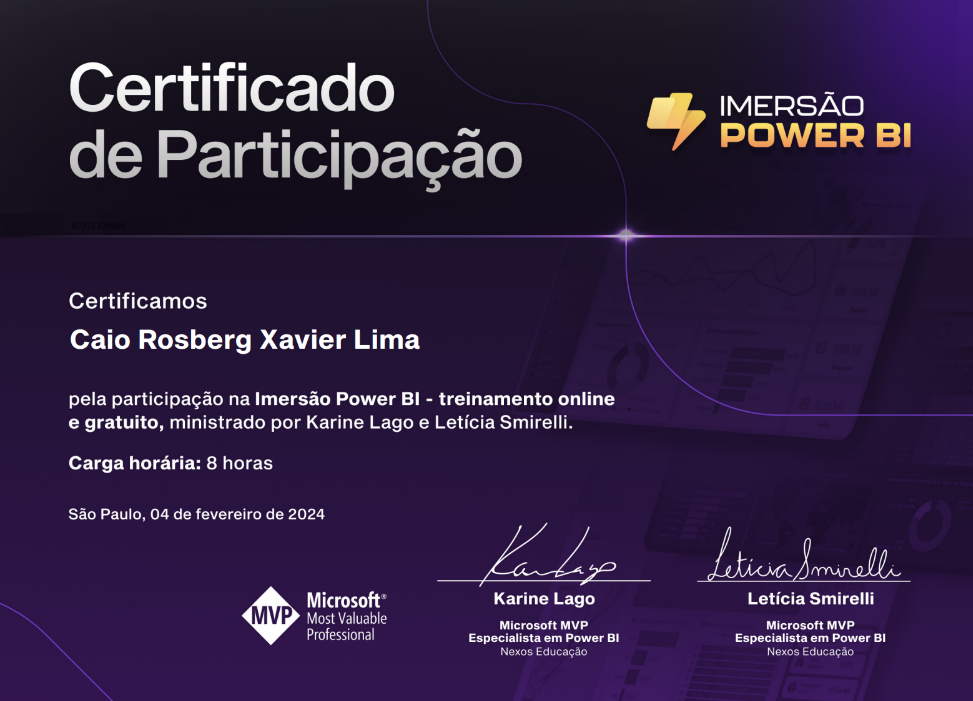 Certificado
de Participação
IMERSÃO
POWER BI
Certificamos
Caio Rosberg Xavier Lima
pela participação na Imersão Power BI - treinamento online
e gratuito, ministrado por Karine Lago e Letícia Smirelli.
Carga horária: 8 horas
São Paulo, 04 de fevereiro de 2024
MVP
Microsoft®
Most Valuable
Professional
Karine Lago
Karine Lago
Microsoft MVP
Especialista em Power BI
Nexos Educação
Letícia Smirelli
Letícia Smirelli
Microsoft MVP
Especialista em Power BI
Nexos Educação